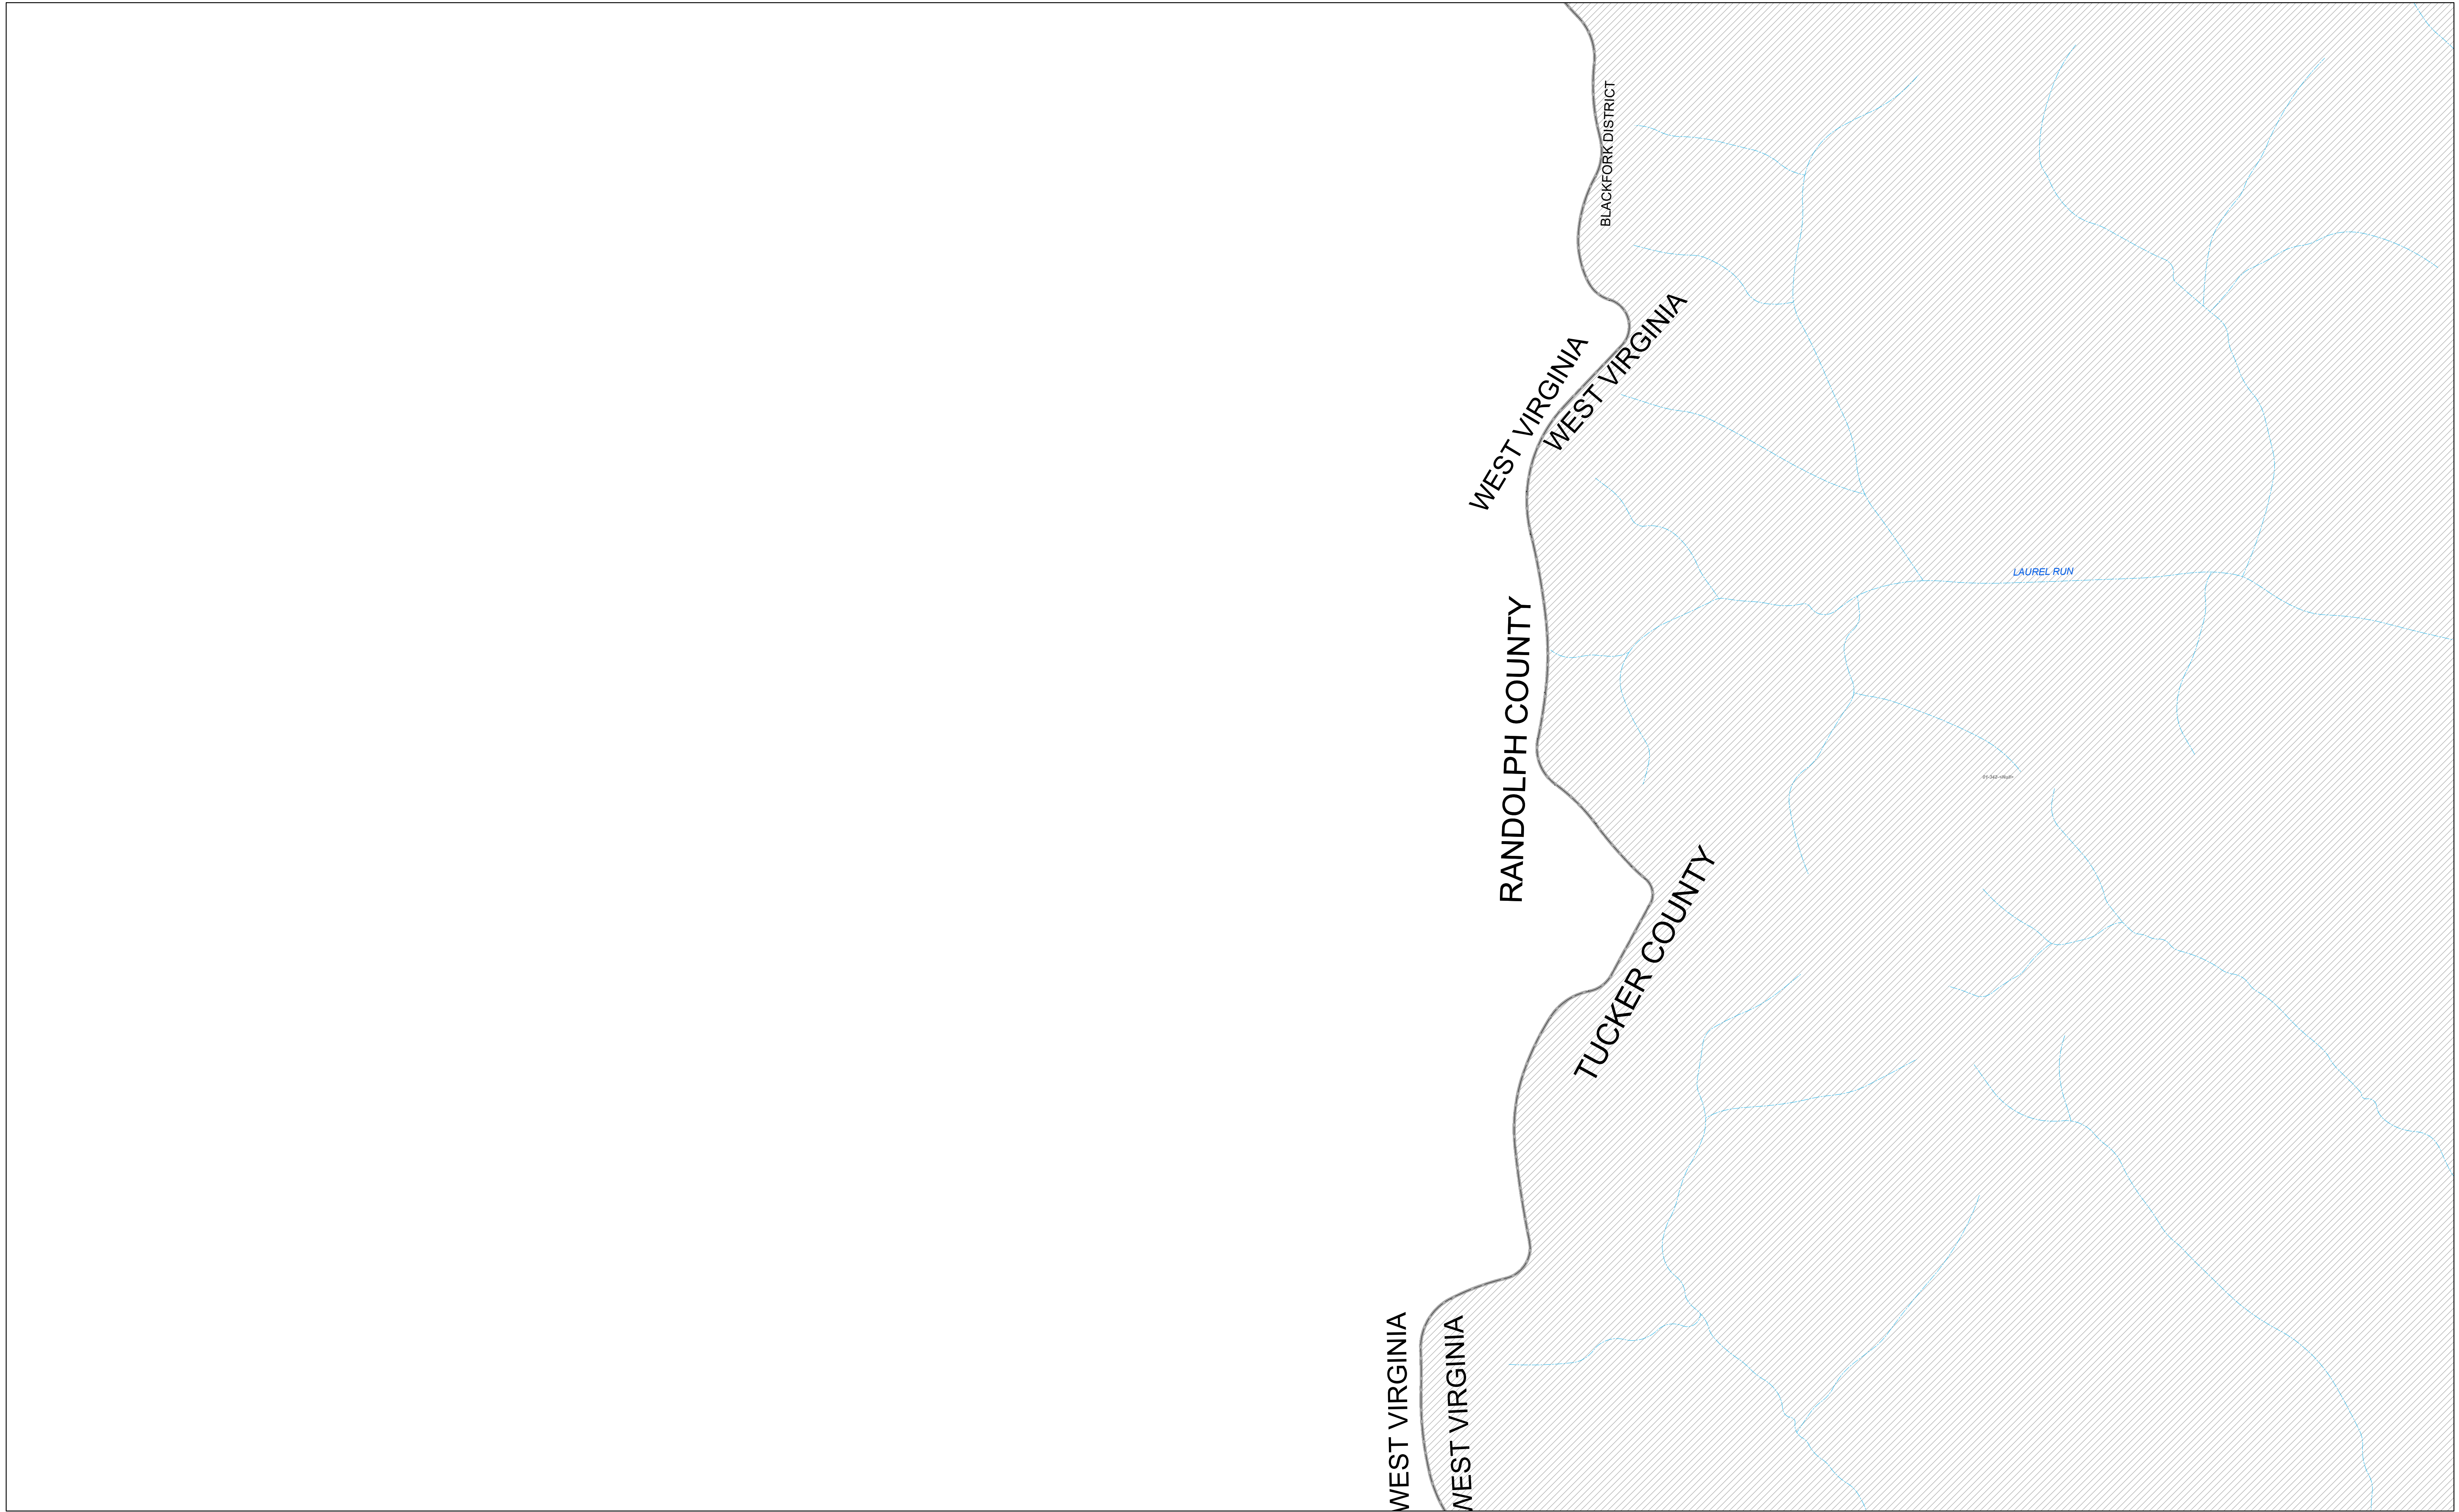 BLACKFORK DISTRICT
WEST VIRGINIA
WEST VIRGINIA
LAUREL RUN
RANDOLPH COUNTY
TUCKER COUNTY
WEST VIRGINIA
WEST VIRGINIA